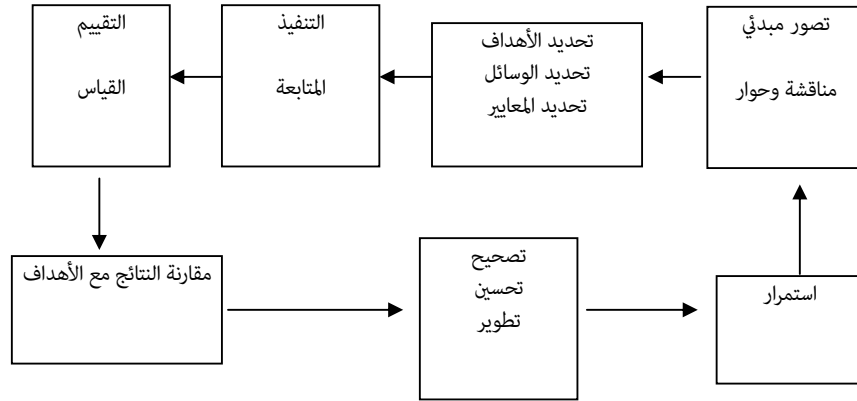 تصور مبدئي
مناقشة وحوار
تحديد الأهداف
تحديد الوسائل
تحديد المعايير
التنفيذ
المتابعة
التقييم
القياس
مقارنة النتائج مع الأهداف
تصحيح
تحسين
تطوير
استمرار